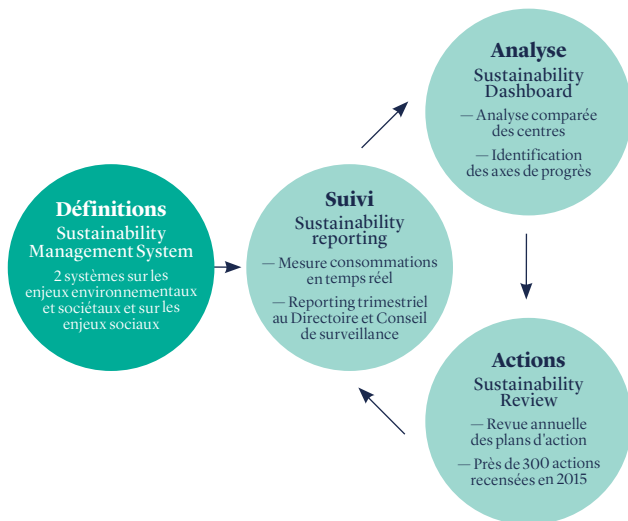 Définitions
Sustainability
Management System
2 systèmes sur les
enjeux environnementaux
et sociétaux et sur les
enjeux sociaux
Suivi
Sustainability
reporting
— Mesure consommations
en temps réel
— Reporting trimestriel
au Directoire et Conseil
de surveillance
Analyse
Sustainability
Dashboard
— Analyse comparée
des centres
— Identification
des axes de progrès
Actions
Sustainability
Review
— Revue annuelle
des plans d'action
— Près de 300 actions
recensées en 2015